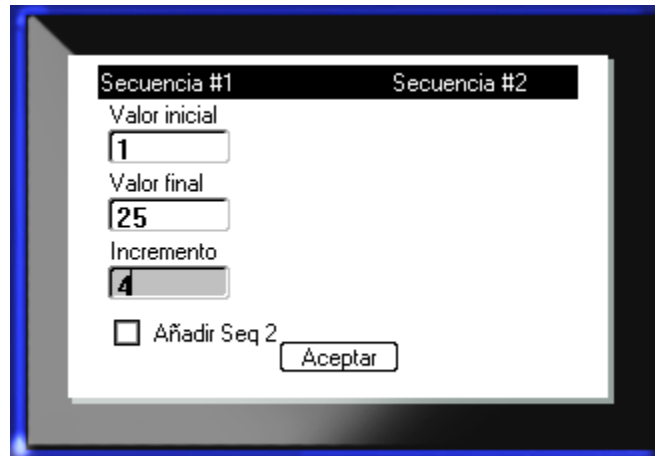 Secuencia #1 Secuencia #2
Valor inicial
1
Valor final
25
Incremento
4
Añadir Seq 2
Aceptar